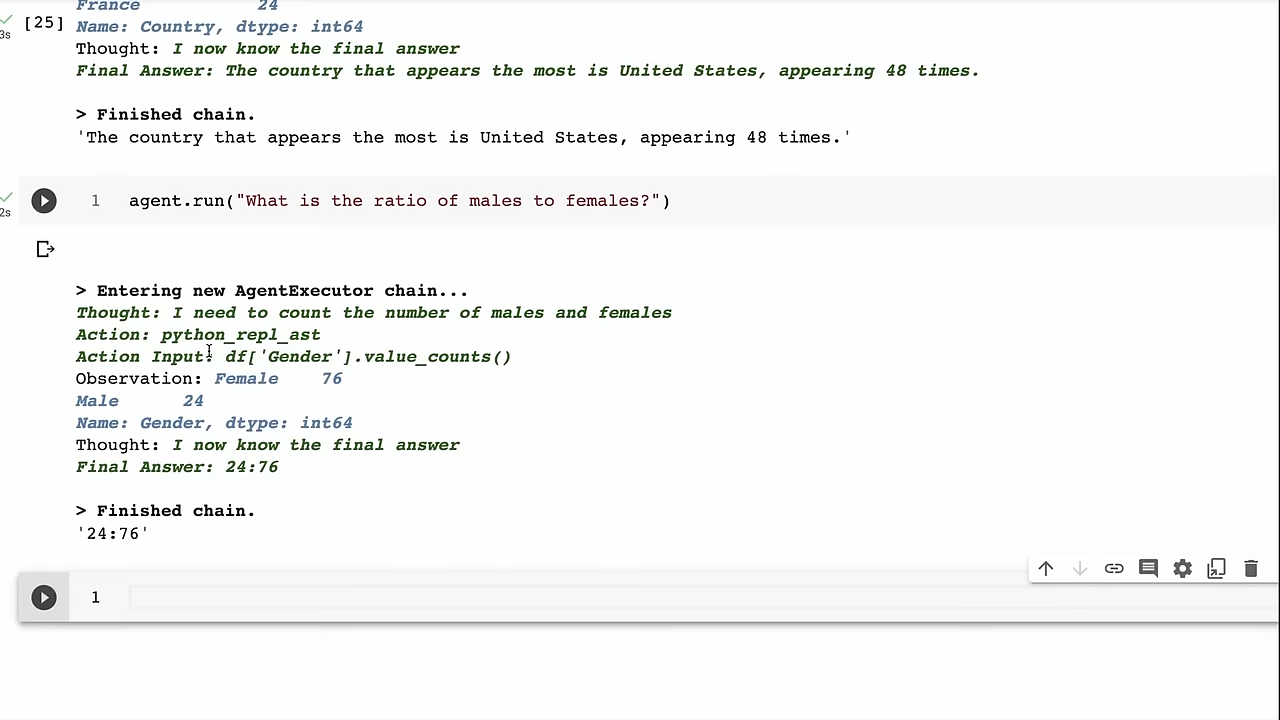 France 24
[25]
3s
Name: Country, dtype: int64
Thought: I now know the final answer
Final Answer: The country that appears the most is United States, appearing 48 times.
> Finished chain.
'The country that appears the most is United States, appearing 48 times.'
2s
1 agent.run("What is the ratio of males to females?")
> Entering new AgentExecutor chain...
Thought: I need to count the number of males and females
Action: python_repl_ast
Action Input: df['Gender'].value_counts()
Observation: Female 76
Male 24
Name: Gender, dtype: int64
Thought: I now know the final answer
Final Answer: 24:76
> Finished chain.
'24:76'
1